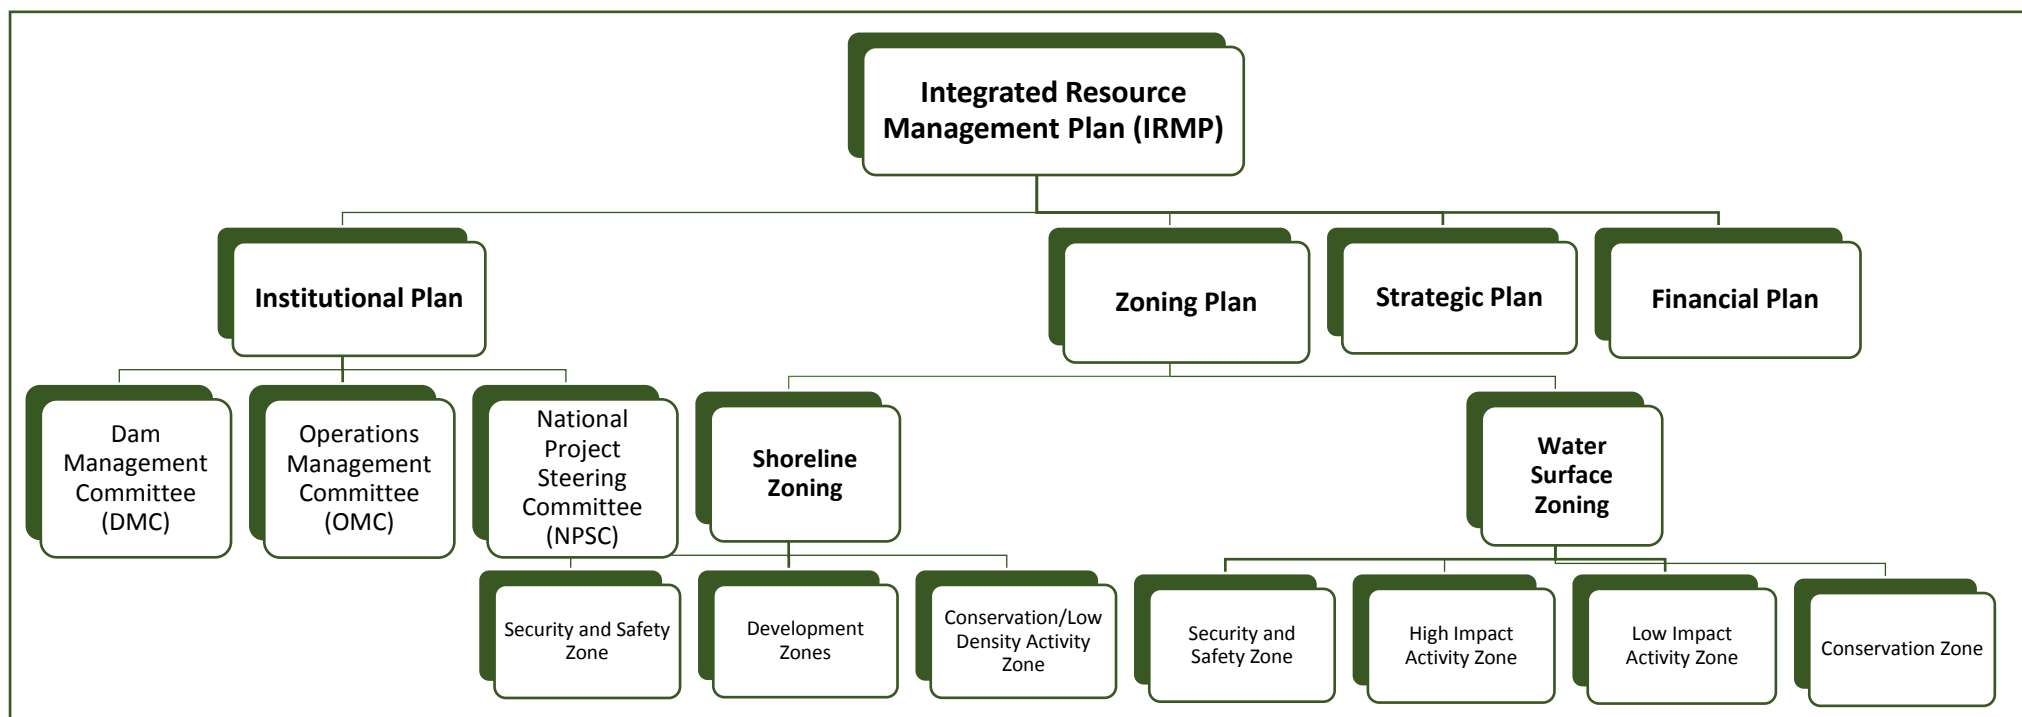 Integrated Resource
Management Plan (IRMP)
Institutional Plan
Zoning Plan
Strategic Plan
Financial Plan
Dam
Management
Committee
(DMC)
Operations
Management
Committee
(OMC)
National
Project
Steering
Committee
(NPSC)
Shoreline
Zoning
Water
Surface
Zoning
Security and Safety
Zone
Development
Zones
Conservation/Low
Density Activity
Zone
Security and
Safety Zone
High Impact
Activity Zone
Low Impact
Activity Zone
Conservation Zone